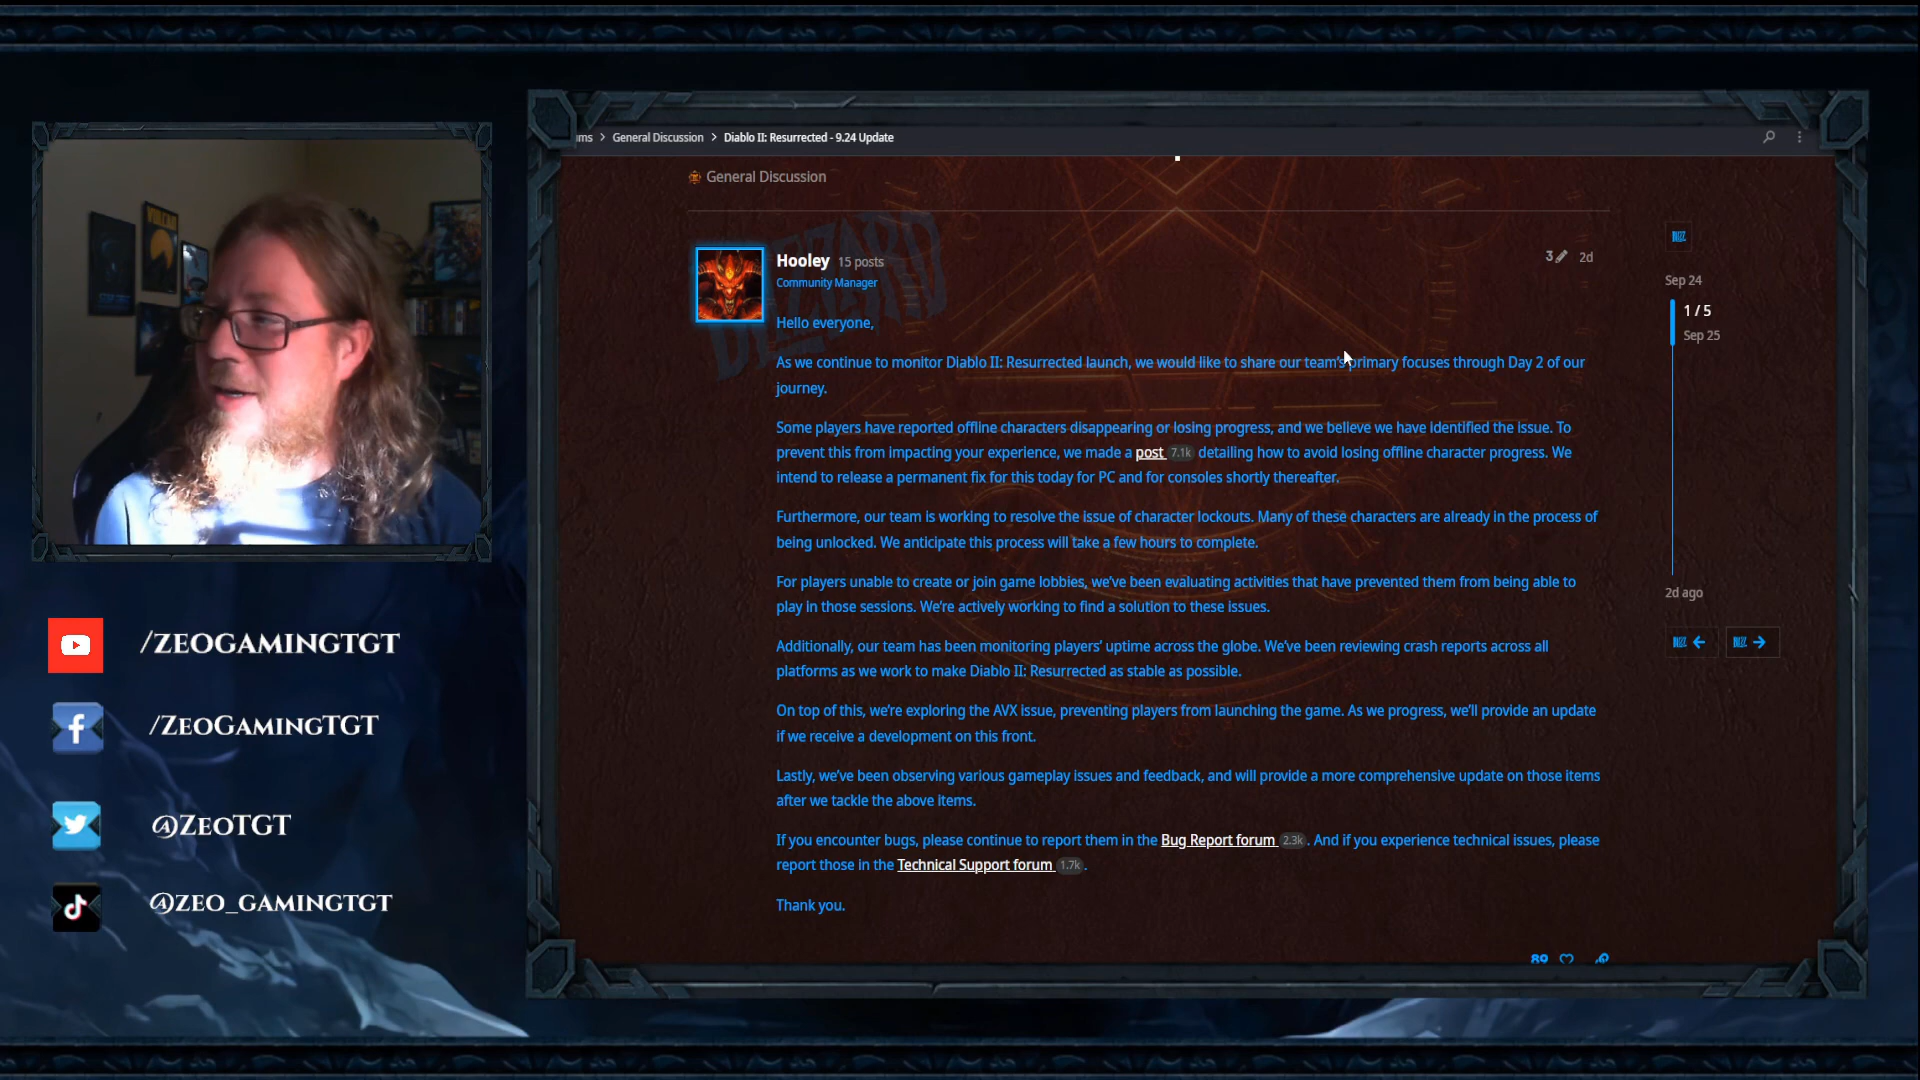 ums > General Discussion > Diablo II: Resurrected - 9.24 Update
General Discussion
BLIZZARD
Hooley 15 posts
Community Manager
3 2d
Hello everyone,
As we continue to monitor Diablo II: Resurrected launch, we would like to share our team's primary focuses through Day 2 of our
journey.
Some players have reported offline characters disappearing or losing progress, and we believe we have identified the issue. To
prevent this from impacting your experience, we made a post 7.1k detailing how to avoid losing offline character progress. We
intend to release a permanent fix for this today for PC and for consoles shortly thereafter.
Furthermore, our team is working to resolve the issue of character lockouts. Many of these characters are already in the process of
being unlocked. We anticipate this process will take a few hours to complete.
For players unable to create or join game lobbies, we've been evaluating activities that have prevented them from being able to
play in those sessions. We're actively working to find a solution to these issues.
Additionally, our team has been monitoring players' uptime across the globe. We've been reviewing crash reports across all
platforms as we work to make Diablo II: Resurrected as stable as possible.
On top of this, we're exploring the AVX issue, preventing players from launching the game. As we progress, we'll provide an update
if we receive a development on this front.
Lastly, we've been observing various gameplay issues and feedback, and will provide a more comprehensive update on those items
after we tackle the above items.
If you encounter bugs, please continue to report them in the Bug Report forum 2.3k . And if you experience technical issues, please
report those in the Technical Support forum 1.7k .
Thank you.
89
BLIZZ
Sep 24
1 / 5
Sep 25
2d ago
BLIZZ
BLIZZ
/ZEOGAMINGTGT
/ZEOGAMINGTGT
@ZEOTGT
@ZEO_GAMINGTGT